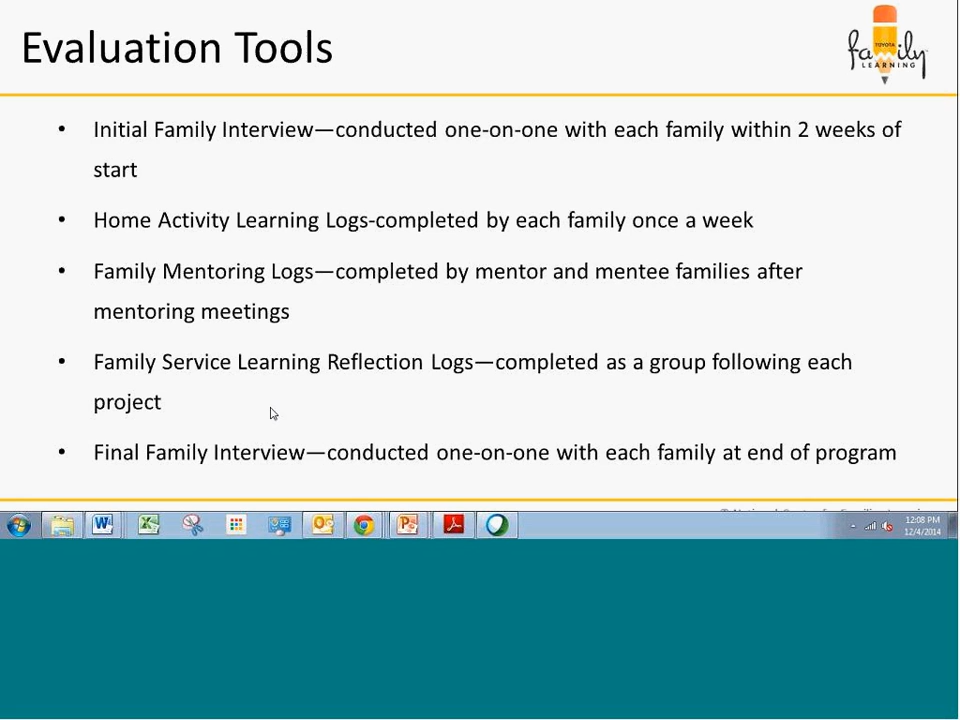 Evaluation Tools
TOYOTA
family
LEARNING
• Initial Family Interview—conducted one-on-one with each family within 2 weeks of
start
• Home Activity Learning Logs-completed by each family once a week
• Family Mentoring Logs—completed by mentor and mentee families after
mentoring meetings
• Family Service Learning Reflection Logs—completed as a group following each
project
• Final Family Interview—conducted one-on-one with each family at end of program
12:08 PM
12/4/2014